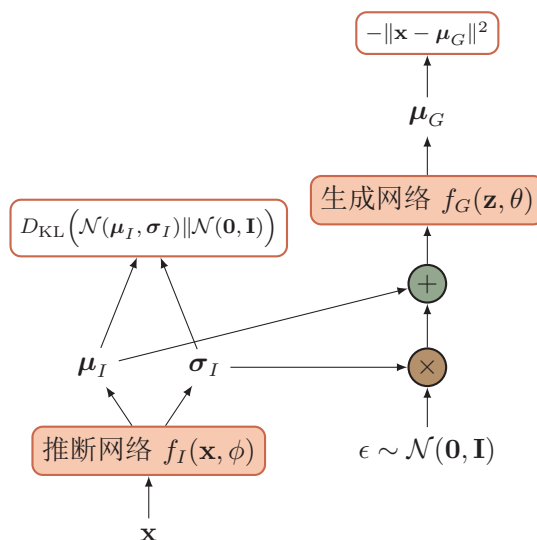 −‖x − μ_G‖²
μ_G
生成网络 f_G(z, θ)
D_KL(𝒩(μ_I, σ_I)‖𝒩(0, I))
+
μ_I σ_I ×
推断网络 f_I(x, ϕ)
ϵ ∼ 𝒩(0, I)
x